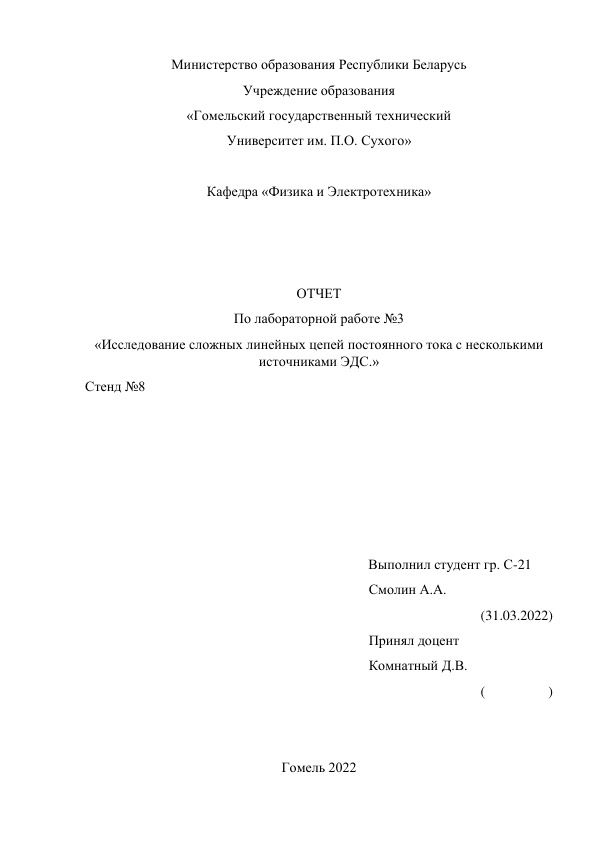 Министерство образования Республики Беларусь
Учреждение образования
«Гомельский государственный технический
Университет им. П.О. Сухого»
Кафедра «Физика и Электротехника»
ОТЧЕТ
По лабораторной работе №3
«Исследование сложных линейных цепей постоянного тока с несколькими
источниками ЭДС.»
Стенд №8
Выполнил студент гр. С-21
Смолин А.А.
(31.03.2022)
Принял доцент
Комнатный Д.В.
( )
Гомель 2022